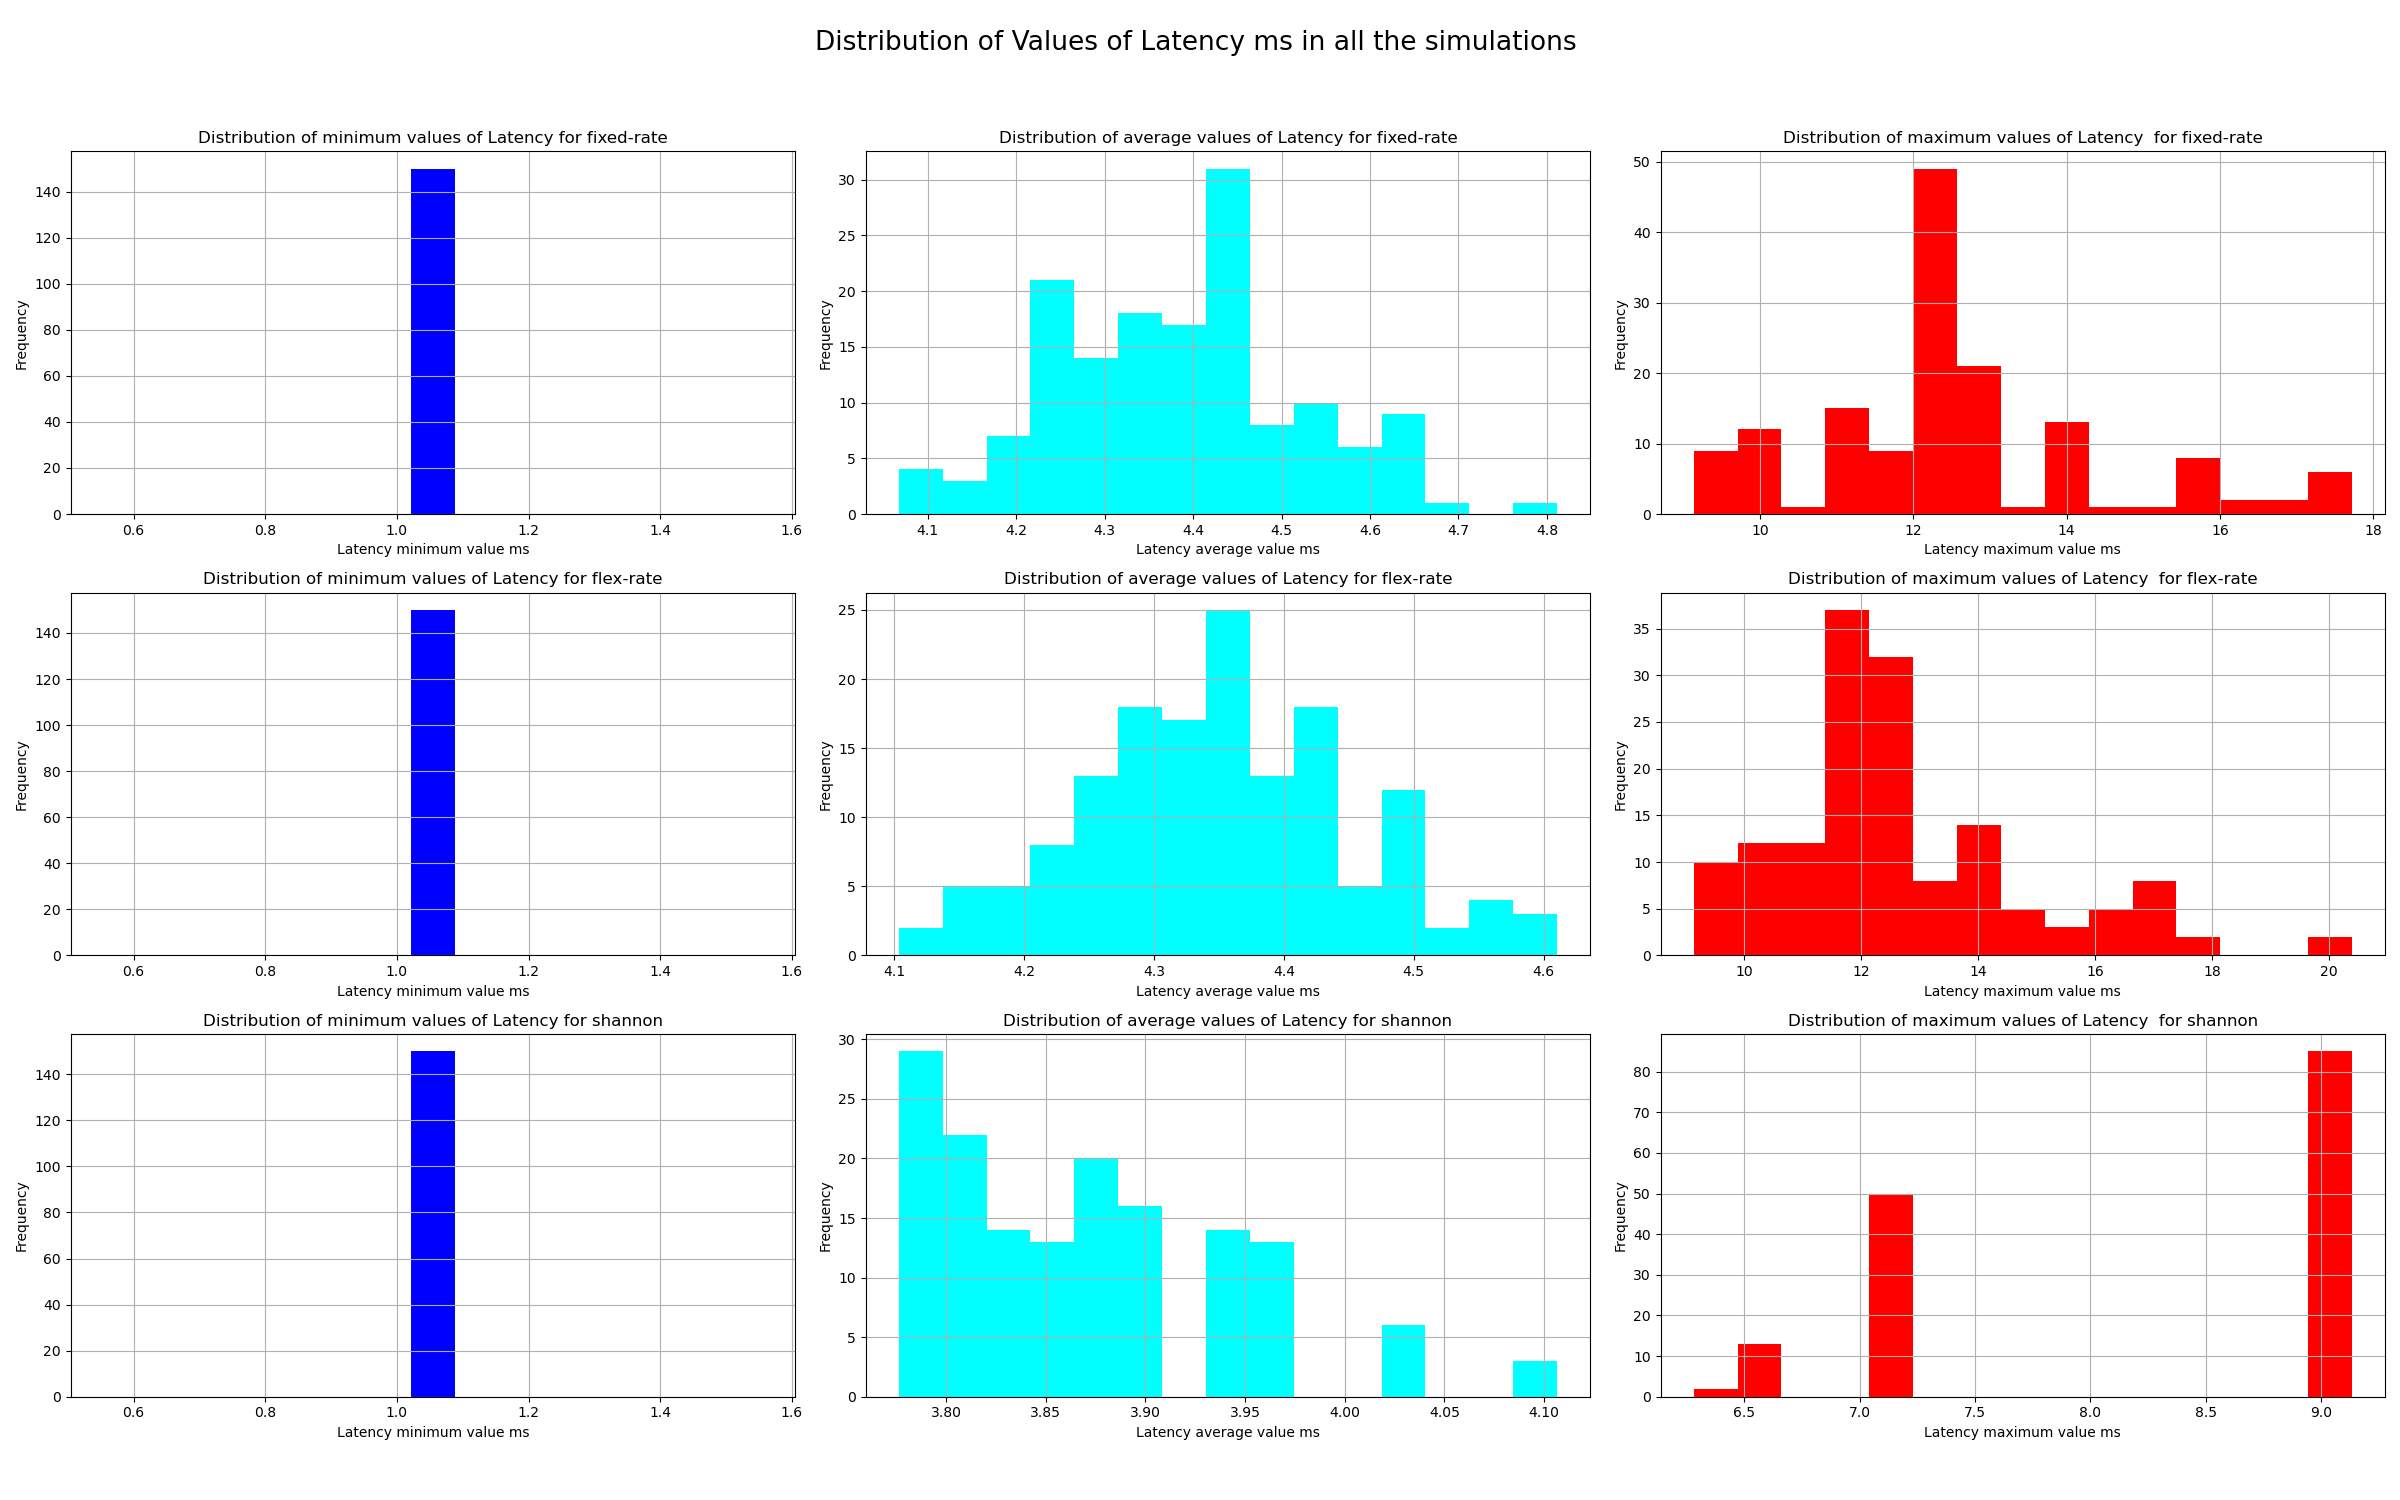 Distribution of Values of Latency ms in all the simulations
Distribution of minimum values of Latency for fixed-rate
Frequency
0
20
40
60
80
100
120
140
0.6 0.8 1.0 1.2 1.4 1.6
Latency minimum value ms
Distribution of average values of Latency for fixed-rate
Frequency
0
5
10
15
20
25
30
4.1 4.2 4.3 4.4 4.5 4.6 4.7 4.8
Latency average value ms
Distribution of maximum values of Latency  for fixed-rate
Frequency
0
10
20
30
40
50
10 12 14 16 18
Latency maximum value ms
Distribution of minimum values of Latency for flex-rate
Frequency
0
20
40
60
80
100
120
140
0.6 0.8 1.0 1.2 1.4 1.6
Latency minimum value ms
Distribution of average values of Latency for flex-rate
Frequency
0
5
10
15
20
25
4.1 4.2 4.3 4.4 4.5 4.6
Latency average value ms
Distribution of maximum values of Latency  for flex-rate
Frequency
0
5
10
15
20
25
30
35
10 12 14 16 18 20
Latency maximum value ms
Distribution of minimum values of Latency for shannon
Frequency
0
20
40
60
80
100
120
140
0.6 0.8 1.0 1.2 1.4 1.6
Latency minimum value ms
Distribution of average values of Latency for shannon
Frequency
0
5
10
15
20
25
30
3.80 3.85 3.90 3.95 4.00 4.05 4.10
Latency average value ms
Distribution of maximum values of Latency  for shannon
Frequency
0
10
20
30
40
50
60
70
80
6.5 7.0 7.5 8.0 8.5 9.0
Latency maximum value ms